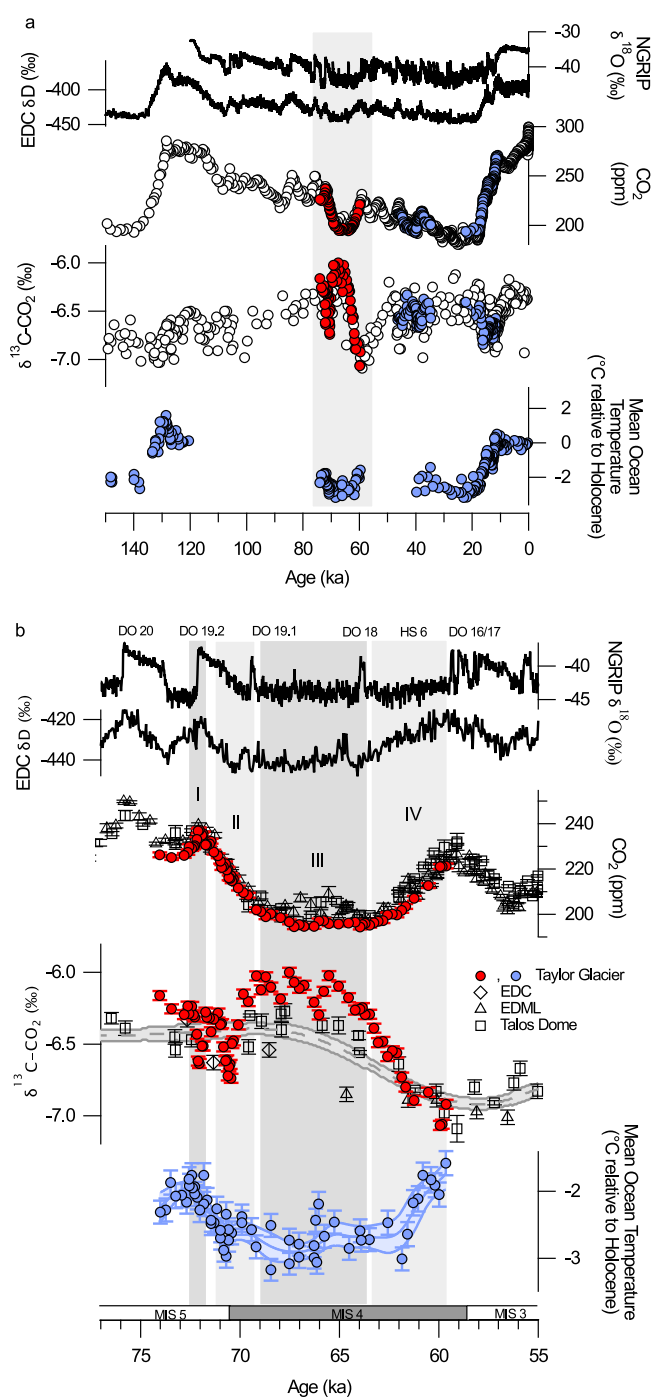 a
-30
-40
NGRIP
δ18O (‰)
-400
-450
EDC δD (‰)
300
250
200
CO2
(ppm)
-6.0
-6.5
-7.0
δ13C-CO2 (‰)
2
0
-2
Mean Ocean
Temperature
(°C relative to Holocene)
140 120 100 80 60 40 20 0
Age (ka)
b
DO 20 DO 19.2 DO 19.1 DO 18 HS 6 DO 16/17
-40
-45
NGRIP δ18O (‰)
-420
-440
EDC δD (‰)
I II III IV
240
220
200
CO2 (ppm)
-6.0
-6.5
-7.0
δ13C–CO2 (‰)
, Taylor Glacier
EDC
EDML
Talos Dome
-2
-3
Mean Ocean Temperature
(°C relative to Holocene)
MIS 5 MIS 4 MIS 3
75 70 65 60 55
Age (ka)